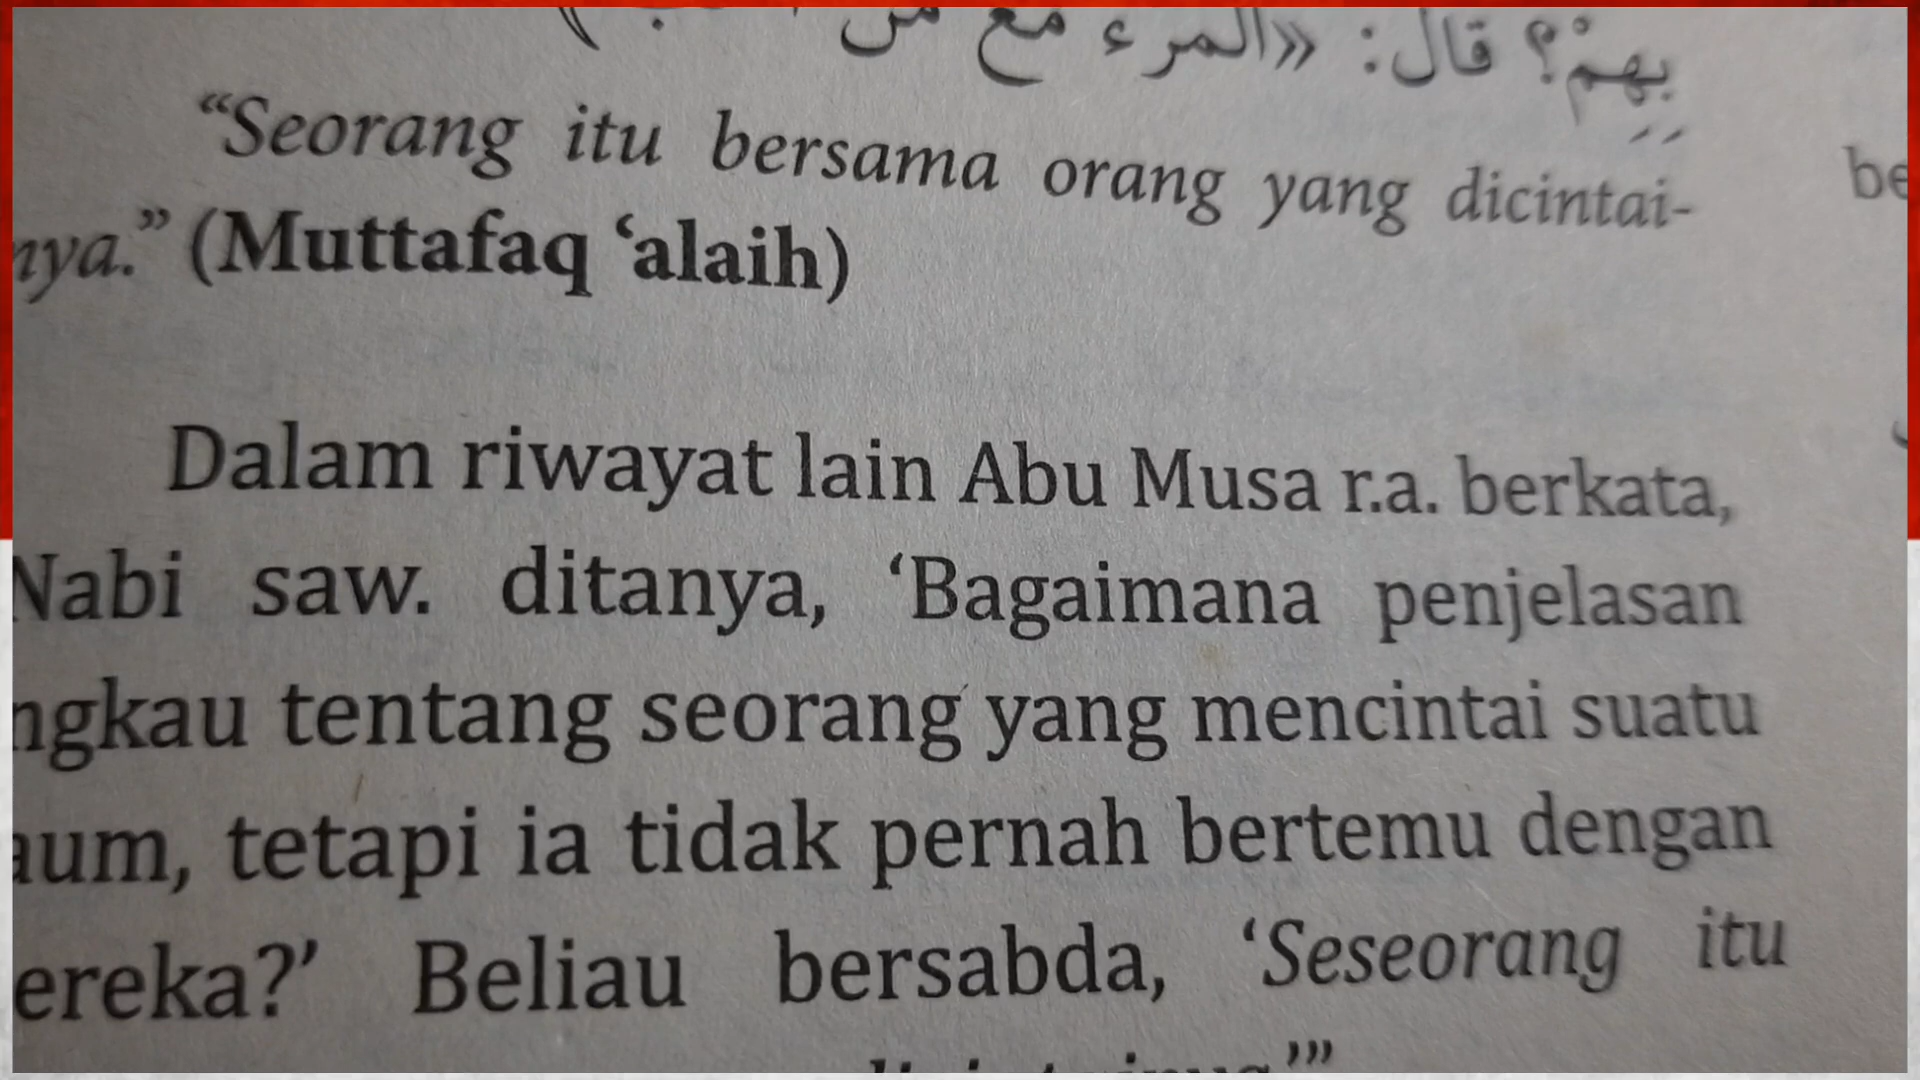 بِهِمْ؟ قال: «المرء مع من
“Seorang itu bersama orang yang dicintai-
nya.” (Muttafaq ‘alaih)
Dalam riwayat lain Abu Musa r.a. berkata,
Nabi saw. ditanya, ‘Bagaimana penjelasan
ngkau tentang seorang yang mencintai suatu
aum, tetapi ia tidak pernah bertemu dengan
ereka?’ Beliau bersabda, ‘Seseorang itu
be